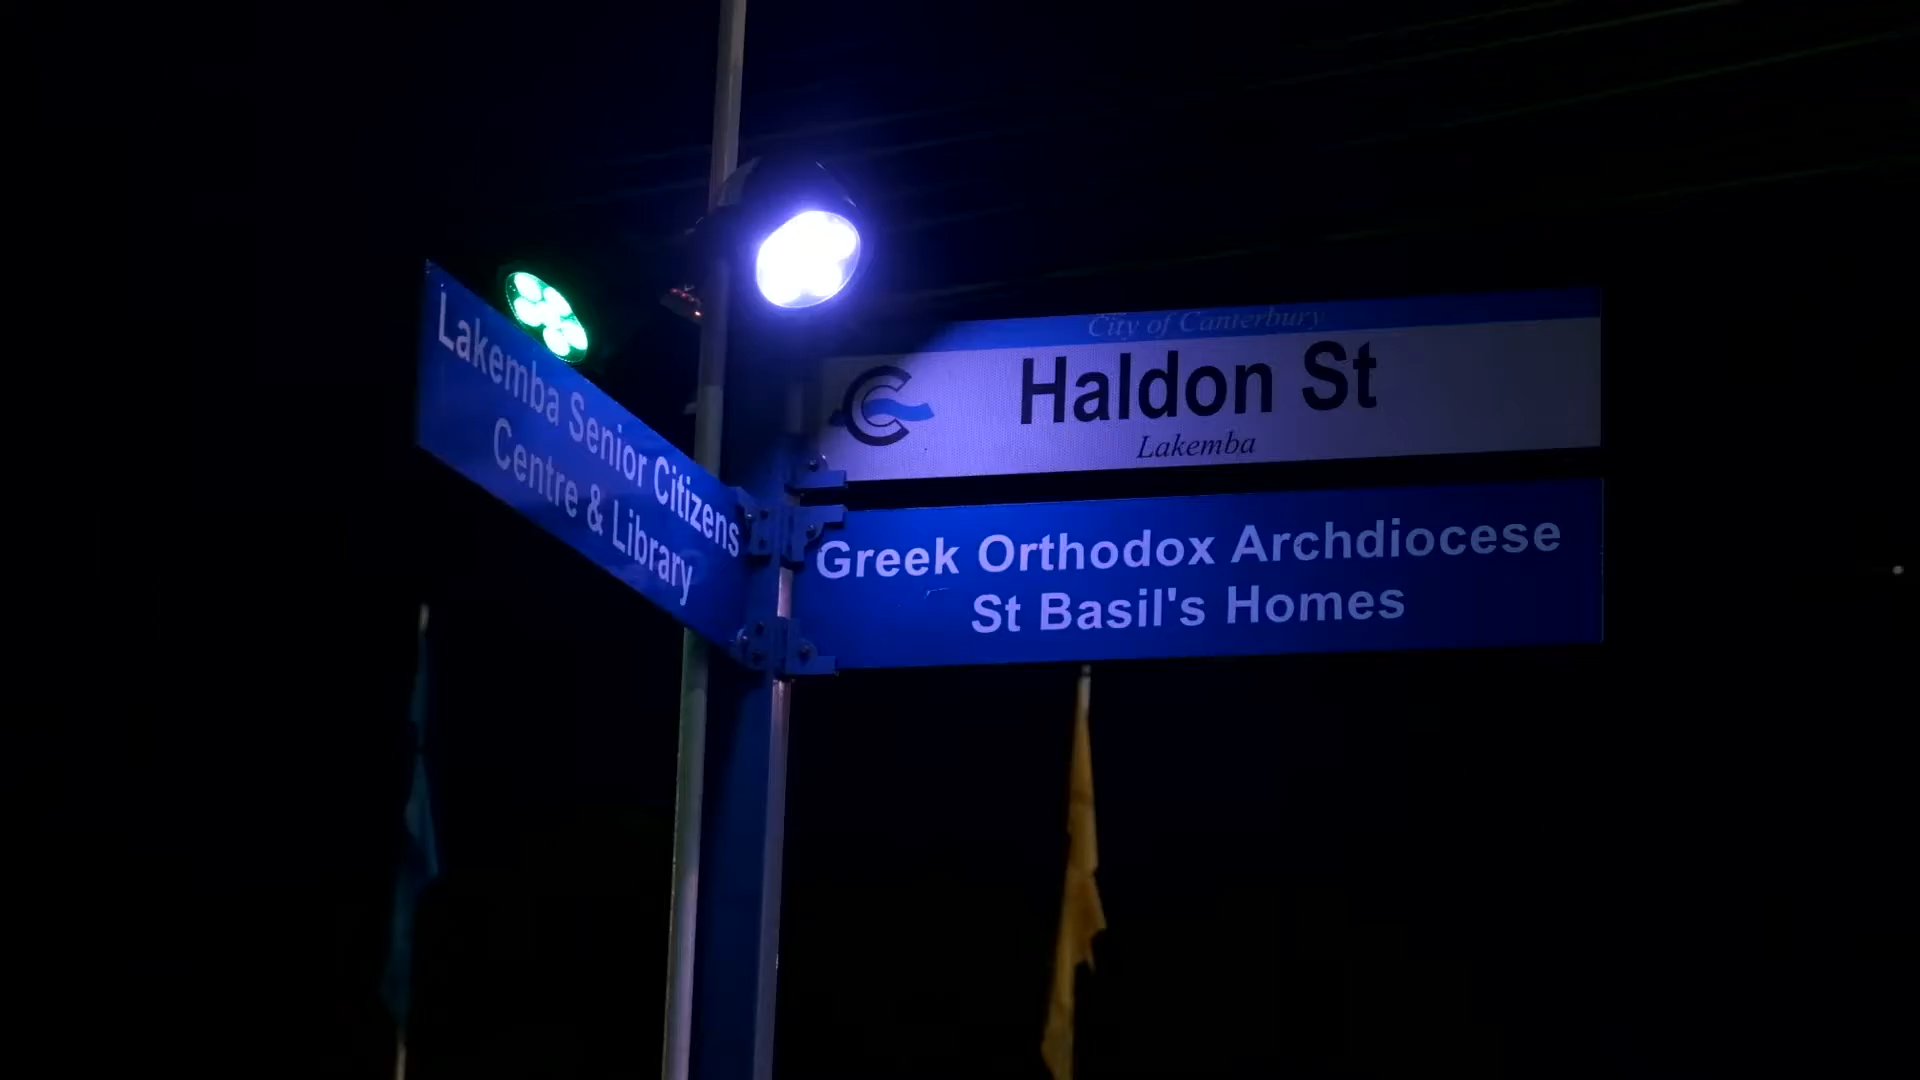 Lakemba Senior Citizens
Centre & Library
City of Canterbury
Haldon St
Lakemba
Greek Orthodox Archdiocese
St Basil's Homes